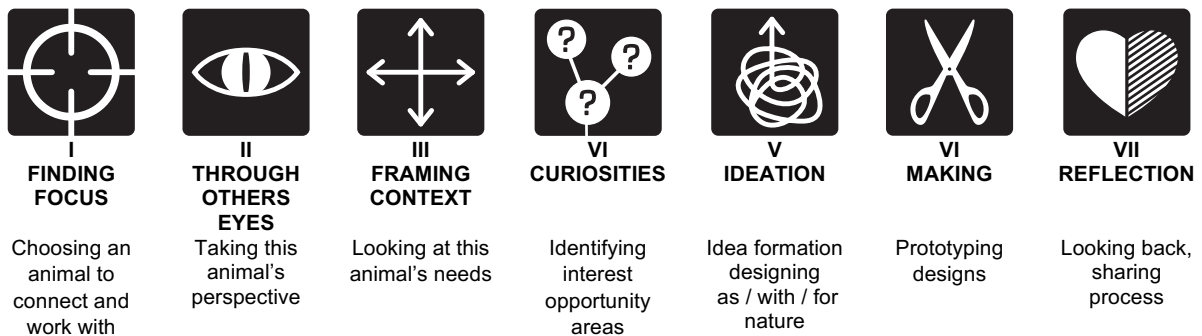 I
FINDING
FOCUS
Choosing an
animal to
connect and
work with
II
THROUGH
OTHERS
EYES
Taking this
animal's
perspective
III
FRAMING
CONTEXT
Looking at this
animal's needs
? ? ?
VI
CURIOSITIES
Identifying
interest
opportunity
areas
V
IDEATION
Idea formation
designing
as / with / for
nature
VI
MAKING
Prototyping
designs
VII
REFLECTION
Looking back,
sharing
process